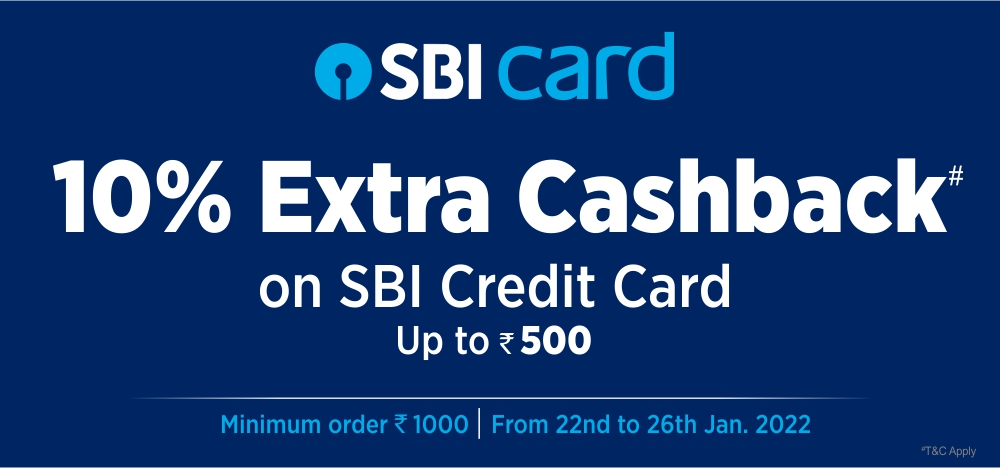 SBI card
10% Extra Cashback#
on SBI Credit Card
Up to ₹500
Minimum order ₹1000 | From 22nd to 26th Jan. 2022
#T&C Apply